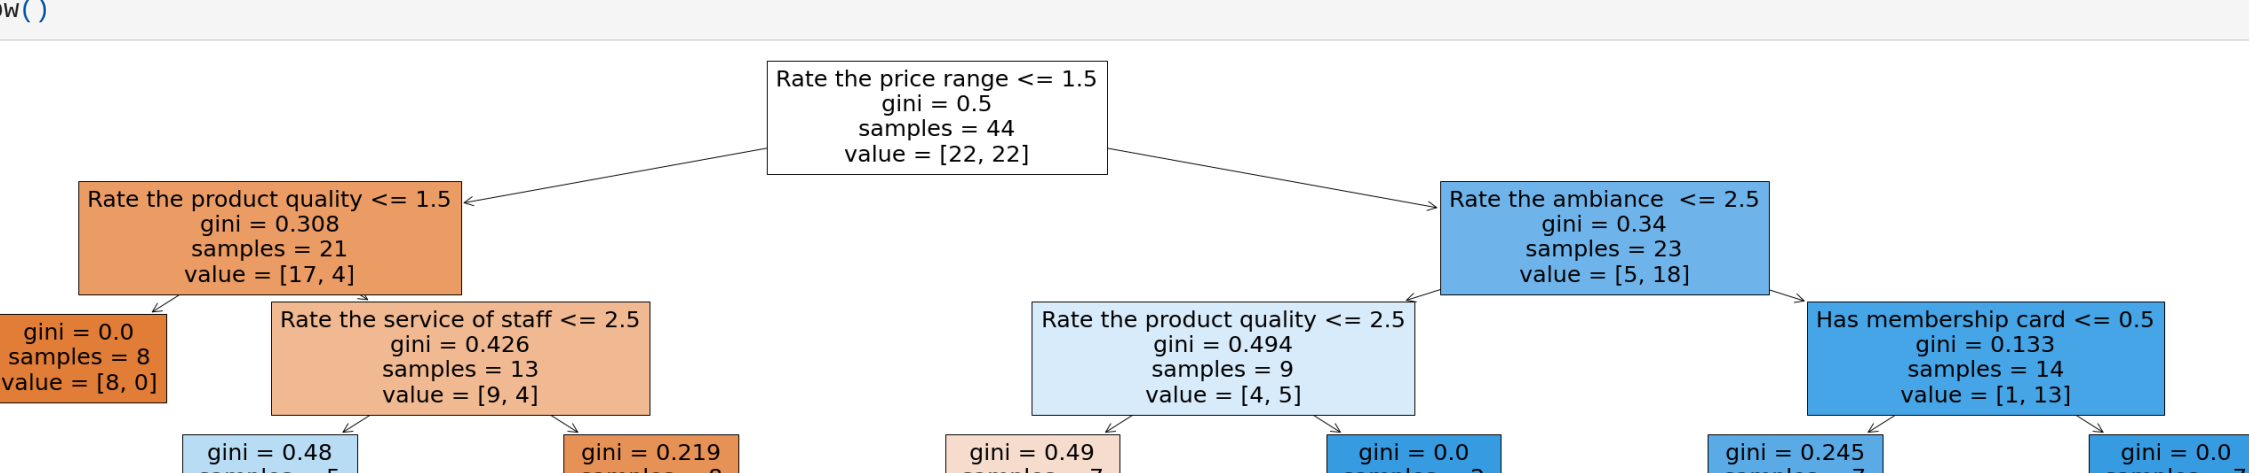 ow()
Rate the price range <= 1.5
gini = 0.5
samples = 44
value = [22, 22]
Rate the product quality <= 1.5
gini = 0.308
samples = 21
value = [17, 4]
Rate the ambiance  <= 2.5
gini = 0.34
samples = 23
value = [5, 18]
gini = 0.0
samples = 8
value = [8, 0]
Rate the service of staff <= 2.5
gini = 0.426
samples = 13
value = [9, 4]
Rate the product quality <= 2.5
gini = 0.494
samples = 9
value = [4, 5]
Has membership card <= 0.5
gini = 0.133
samples = 14
value = [1, 13]
gini = 0.48
gini = 0.219
gini = 0.49
gini = 0.0
gini = 0.245
gini = 0.0